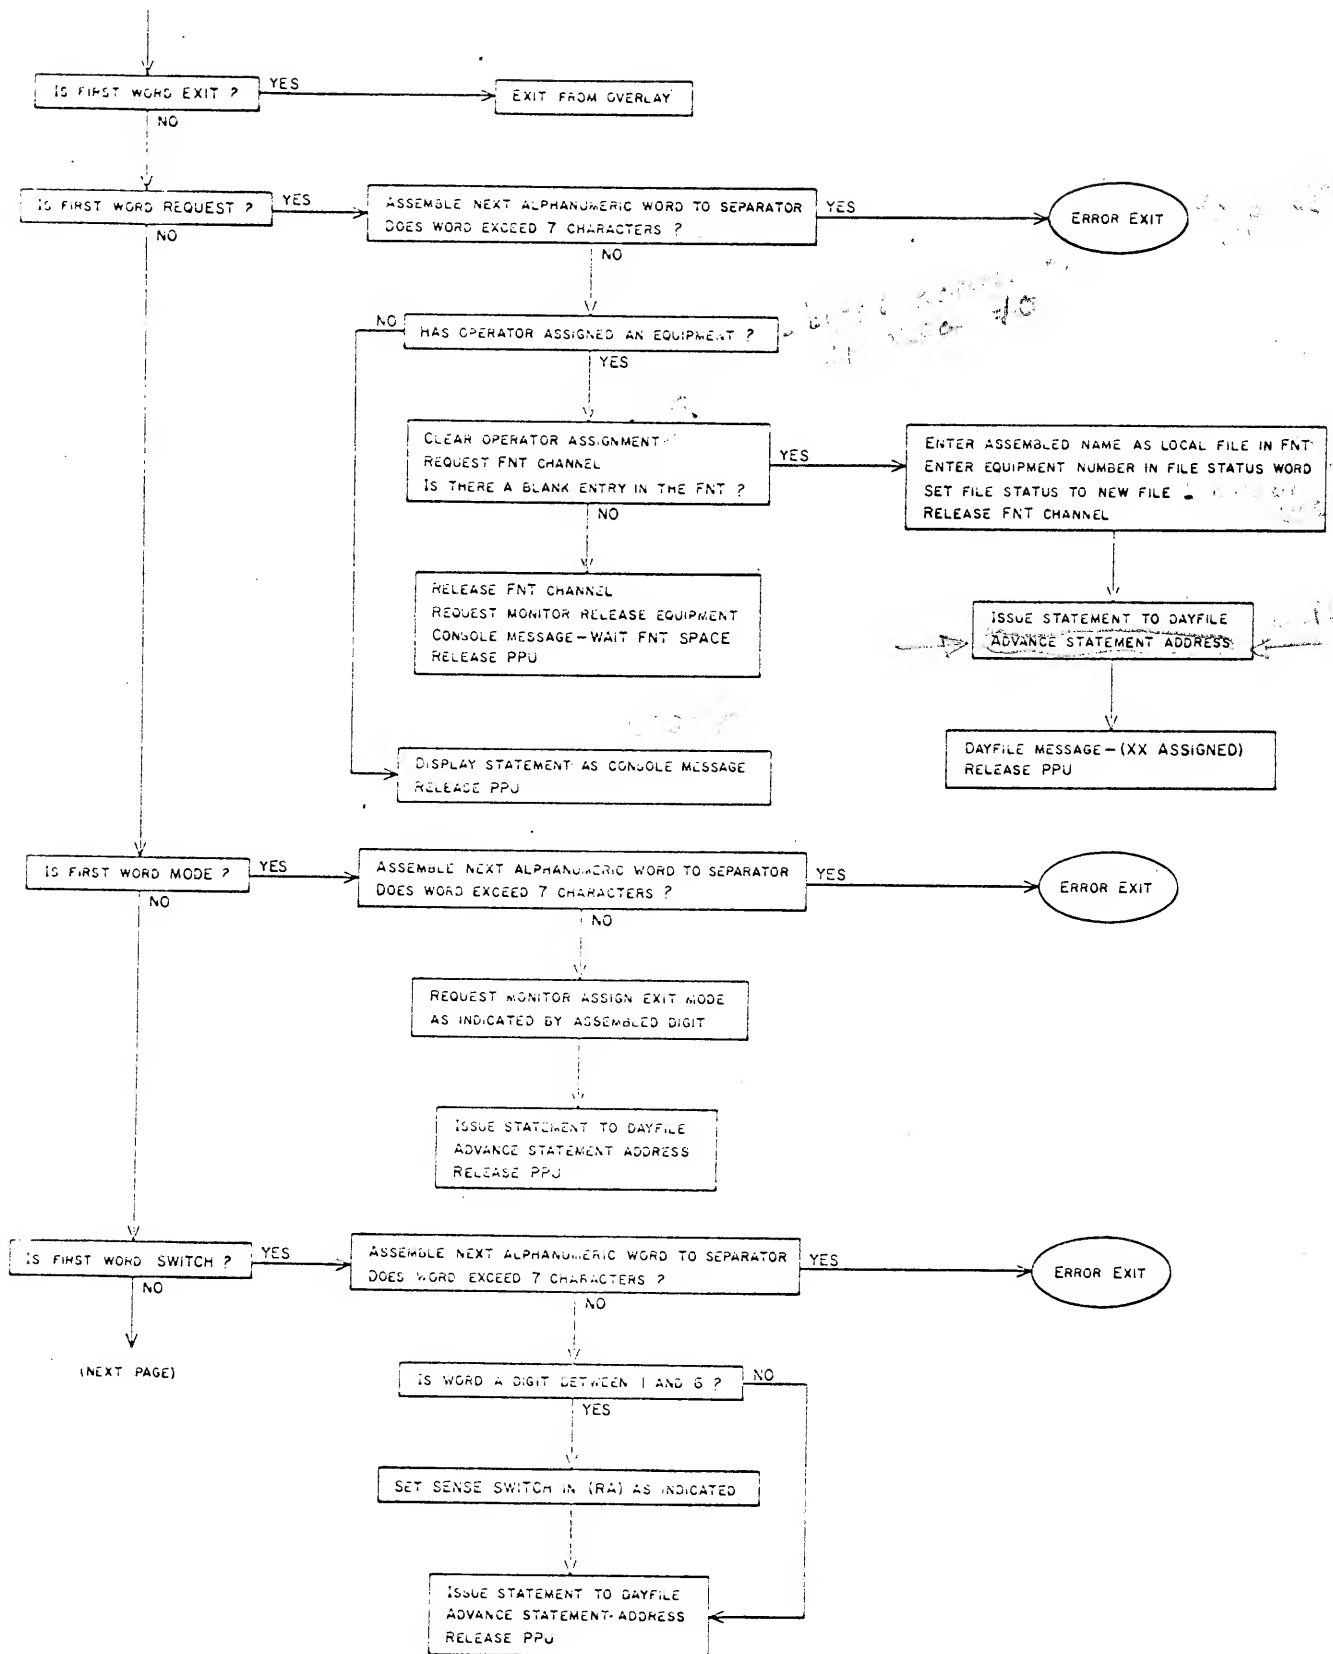 IS FIRST WORD EXIT ?
YES
EXIT FROM OVERLAY
NO
IS FIRST WORD REQUEST ?
YES
ASSEMBLE NEXT ALPHANUMERIC WORD TO SEPARATOR
DOES WORD EXCEED 7 CHARACTERS ?
YES
ERROR EXIT
NO
NO
NO
HAS OPERATOR ASSIGNED AN EQUIPMENT ?
YES
CLEAR OPERATOR ASSIGNMENT
REQUEST FNT CHANNEL
IS THERE A BLANK ENTRY IN THE FNT ?
YES
ENTER ASSEMBLED NAME AS LOCAL FILE IN FNT
ENTER EQUIPMENT NUMBER IN FILE STATUS WORD
SET FILE STATUS TO NEW FILE
RELEASE FNT CHANNEL
NO
RELEASE FNT CHANNEL
REQUEST MONITOR RELEASE EQUIPMENT
CONSOLE MESSAGE-WAIT FNT SPACE
RELEASE PPU
ISSUE STATEMENT TO DAYFILE
ADVANCE STATEMENT ADDRESS
DAYFILE MESSAGE-(XX ASSIGNED)
RELEASE PPU
DISPLAY STATEMENT AS CONSOLE MESSAGE
RELEASE PPU
IS FIRST WORD MODE ?
YES
ASSEMBLE NEXT ALPHANUMERIC WORD TO SEPARATOR
DOES WORD EXCEED 7 CHARACTERS ?
YES
ERROR EXIT
NO
NO
REQUEST MONITOR ASSIGN EXIT MODE
AS INDICATED BY ASSEMBLED DIGIT
ISSUE STATEMENT TO DAYFILE
ADVANCE STATEMENT ADDRESS
RELEASE PPU
IS FIRST WORD SWITCH ?
YES
ASSEMBLE NEXT ALPHANUMERIC WORD TO SEPARATOR
DOES WORD EXCEED 7 CHARACTERS ?
YES
ERROR EXIT
NO
NO
(NEXT PAGE)
IS WORD A DIGIT BETWEEN 1 AND 6 ?
NO
YES
SET SENSE SWITCH IN (RA) AS INDICATED
ISSUE STATEMENT TO DAYFILE
ADVANCE STATEMENT-ADDRESS
RELEASE PPU